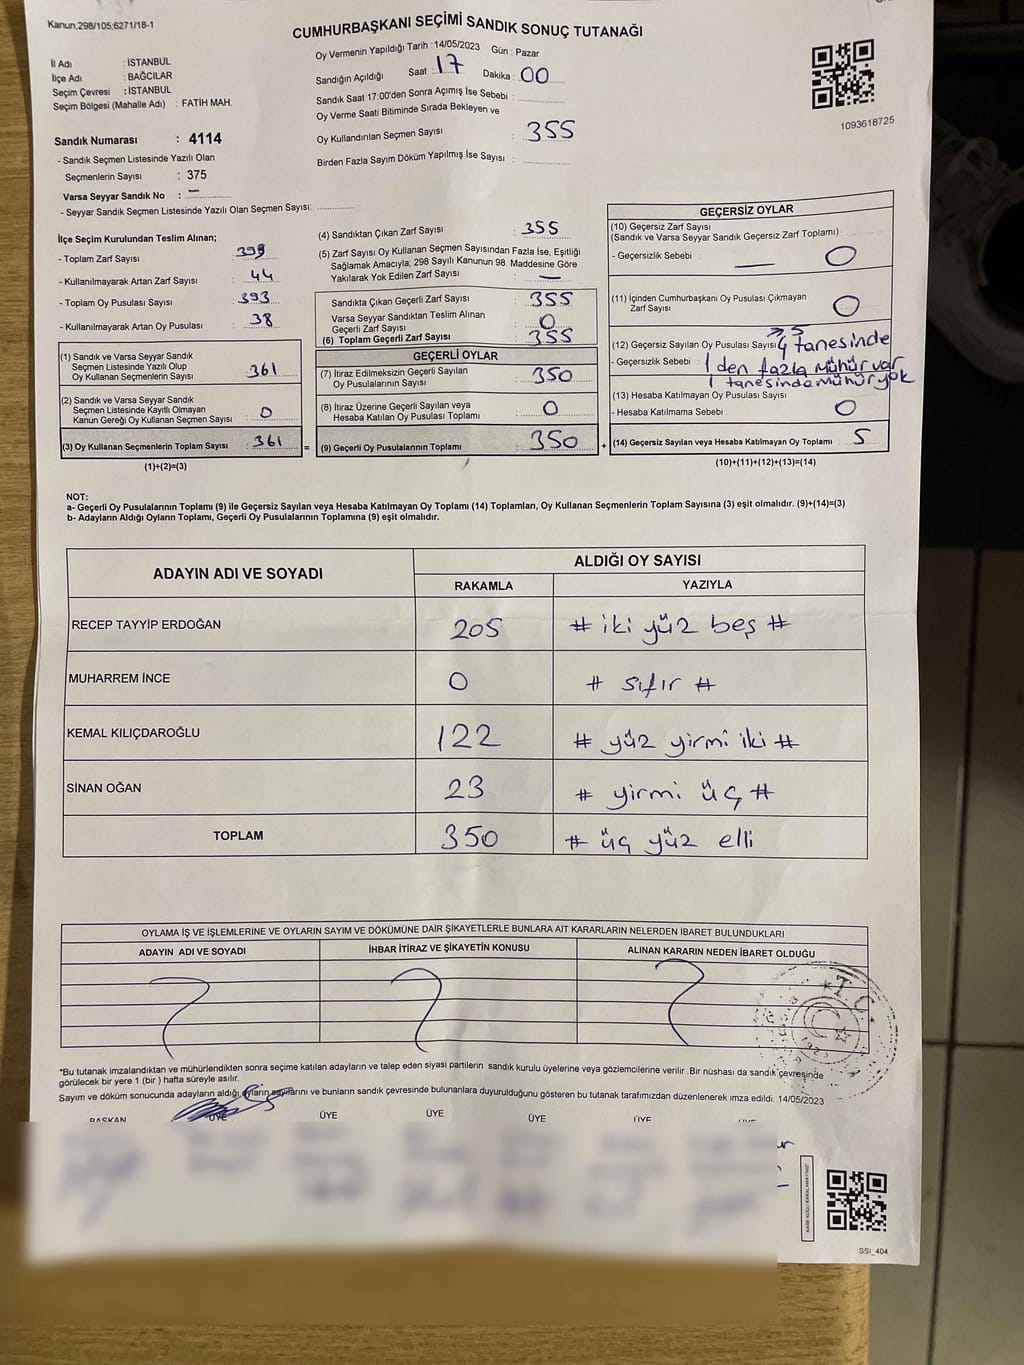 Kanun:298/105;6271/18-1
CUMHURBAŞKANI SEÇİMİ SANDIK SONUÇ TUTANAĞI
İl Adı : İSTANBUL
İlçe Adı : BAĞCILAR
Seçim Çevresi : İSTANBUL
Seçim Bölgesi (Mahalle Adı) : FATİH MAH.
Sandık Numarası : 4114
- Sandık Seçmen Listesinde Yazılı Olan
Seçmenlerin Sayısı : 375
Varsa Seyyar Sandık No : —
- Seyyar Sandık Seçmen Listesinde Yazılı Olan Seçmen Sayısı:
Oy Vermenin Yapıldığı Tarih : 14/05/2023 Gün : Pazar
Sandığın Açıldığı Saat : 17 Dakika : 00
Sandık Saat 17:00'den Sonra Açımış İse Sebebi :
Oy Verme Saati Bitiminde Sırada Bekleyen ve
Oy Kullandırılan Seçmen Sayısı : 355
Birden Fazla Sayım Döküm Yapılmış İse Sayısı :
1093618725
İlçe Seçim Kurulundan Teslim Alınan;
- Toplam Zarf Sayısı : 399
- Kullanılmayarak Artan Zarf Sayısı : 44
- Toplam Oy Pusulası Sayısı : 393
- Kullanılmayarak Artan Oy Pusulası : 38
(1) Sandık ve Varsa Seyyar Sandık
Seçmen Listesinde Yazılı Olup
Oy Kullanan Seçmenlerin Sayısı 361
(2) Sandık ve Varsa Seyyar Sandık
Seçmen Listesinde Kayıtlı Olmayan
Kanun Gereği Oy Kullanan Seçmen Sayısı : 0
(3) Oy Kullanan Seçmenlerin Toplam Sayısı : 361 =
(1)+(2)=(3)
(4) Sandıktan Çıkan Zarf Sayısı : 355
(5) Zarf Sayısı Oy Kullanan Seçmen Sayısından Fazla İse, Eşitliği
Sağlamak Amacıyla; 298 Sayılı Kanunun 98. Maddesine Göre
Yakılarak Yok Edilen Zarf Sayısı : —
Sandıkta Çıkan Geçerli Zarf Sayısı : 355
Varsa Seyyar Sandıktan Teslim Alınan
Geçerli Zarf Sayısı : 0
(6) Toplam Geçerli Zarf Sayısı : 355
GEÇERLİ OYLAR
(7) İtiraz Edilmeksizin Geçerli Sayılan
Oy Pusulalarının Sayısı : 350
(8) İtiraz Üzerine Geçerli Sayılan veya
Hesaba Katılan Oy Pusulası Toplamı : 0
(9) Geçerli Oy Pusulalarının Toplamı : 350 +
GEÇERSİZ OYLAR
(10) Geçersiz Zarf Sayısı
(Sandık ve Varsa Seyyar Sandık Geçersiz Zarf Toplamı) :
- Geçersizlik Sebebi : — 0
(11) İçinden Cumhurbaşkanı Oy Pusulası Çıkmayan
Zarf Sayısı : 0
(12) Geçersiz Sayılan Oy Pusulası Sayısı : 5 4 tanesinde
- Geçersizlik Sebebi : 1 den fazla mühür var
1 tanesinde mühür yok
(13) Hesaba Katılmayan Oy Pusulası Sayısı
- Hesaba Katılmama Sebebi : 0
(14) Geçersiz Sayılan veya Hesaba Katılmayan Oy Toplamı : 5
(10)+(11)+(12)+(13)=(14)
NOT:
a- Geçerli Oy Pusulalarının Toplamı (9) ile Geçersiz Sayılan veya Hesaba Katılmayan Oy Toplamı (14) Toplamları, Oy Kullanan Seçmenlerin Toplam Sayısına (3) eşit olmalıdır. (9)+(14)=(3)
b- Adayların Aldığı Oyların Toplamı, Geçerli Oy Pusulalarının Toplamına (9) eşit olmalıdır.
ADAYIN ADI VE SOYADI
ALDIĞI OY SAYISI
RAKAMLA YAZIYLA
RECEP TAYYİP ERDOĞAN 205 # iki yüz beş #
MUHARREM İNCE 0 # sıfır #
KEMAL KILIÇDAROĞLU 122 # yüz yirmi iki #
SİNAN OĞAN 23 # yirmi üç #
TOPLAM 350 # üç yüz elli
OYLAMA İŞ VE İŞLEMLERİNE VE OYLARIN SAYIM VE DÖKÜMÜNE DAİR ŞİKAYETLERLE BUNLARA AİT KARARLARIN NELERDEN İBARET BULUNDUKLARI
ADAYIN ADI VE SOYADI İHBAR İTİRAZ VE ŞİKAYETİN KONUSU ALINAN KARARIN NEDEN İBARET OLDUĞU
T.C.
*Bu tutanak imzalandıktan ve mühürlendikten sonra seçime katılan adayların ve talep eden siyasi partilerin sandık kurulu üyelerine veya gözlemcilerine verilir .Bir nüshası da sandık çevresinde
görülecek bir yere 1 (bir ) hafta süreyle asılır.
Sayım ve döküm sonucunda adayların aldığı oyların sayılarını ve bunların sandık çevresinde bulunanlara duyurulduğunu gösteren bu tutanak tarafımızdan düzenlenerek imza edildi. 14/05/2023
BAŞKAN ÜYE ÜYE ÜYE ÜYE ÜYE ÜYE
KARE KODU KARALAMAYINIZ!
SSI_404